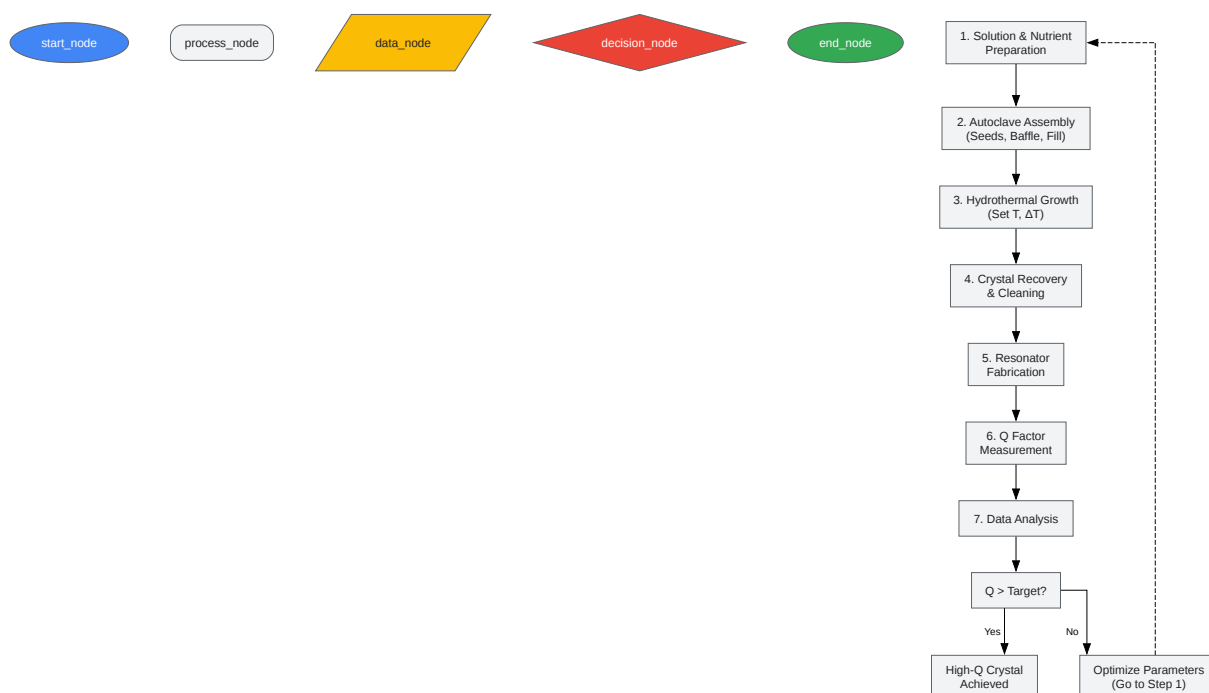 start_node
process_node
data_node
decision_node
end_node
1. Solution & Nutrient
Preparation
2. Autoclave Assembly
(Seeds, Baffle, Fill)
3. Hydrothermal Growth
(Set T, ΔT)
4. Crystal Recovery
& Cleaning
5. Resonator
Fabrication
6. Q Factor
Measurement
7. Data Analysis
Q > Target?
Yes
No
High-Q Crystal
Achieved
Optimize Parameters
(Go to Step 1)